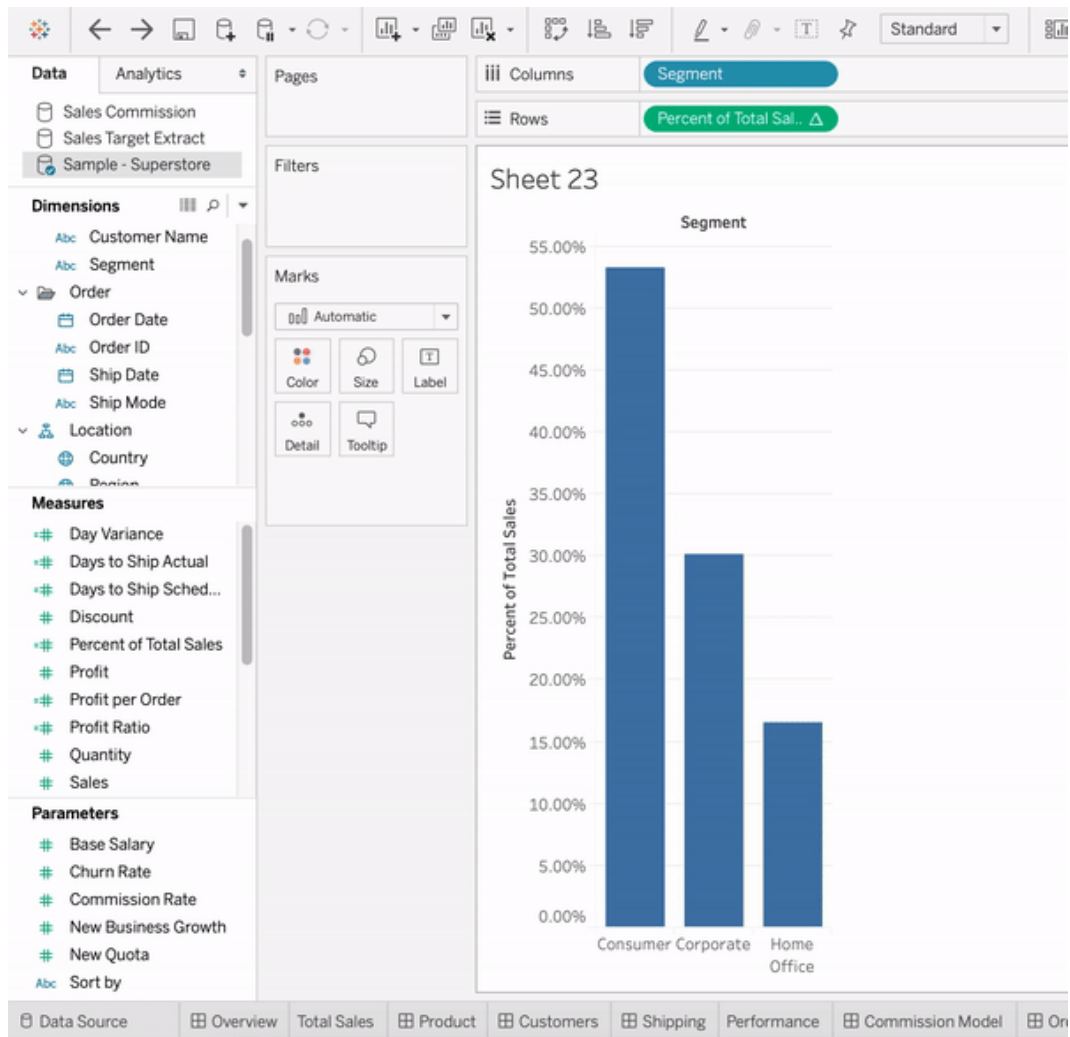 Standard
Data
Analytics
Sales Commission
Sales Target Extract
Sample - Superstore
Dimensions
Abc Customer Name
Abc Segment
Order
Order Date
Abc Order ID
Ship Date
Abc Ship Mode
Location
Country
Region
Measures
Day Variance
Days to Ship Actual
Days to Ship Sched...
Discount
Percent of Total Sales
Profit
Profit per Order
Profit Ratio
Quantity
Sales
Parameters
Base Salary
Churn Rate
Commission Rate
New Business Growth
New Quota
Abc Sort by
Pages
Filters
Marks
Automatic
Color
Size
Label
Detail
Tooltip
Columns
Segment
Rows
Percent of Total Sal..
Sheet 23
Segment
55.00%
50.00%
45.00%
40.00%
35.00%
30.00%
25.00%
20.00%
15.00%
10.00%
5.00%
0.00%
Percent of Total Sales
Consumer
Corporate
Home
Office
Data Source
Overview
Total Sales
Product
Customers
Shipping
Performance
Commission Model